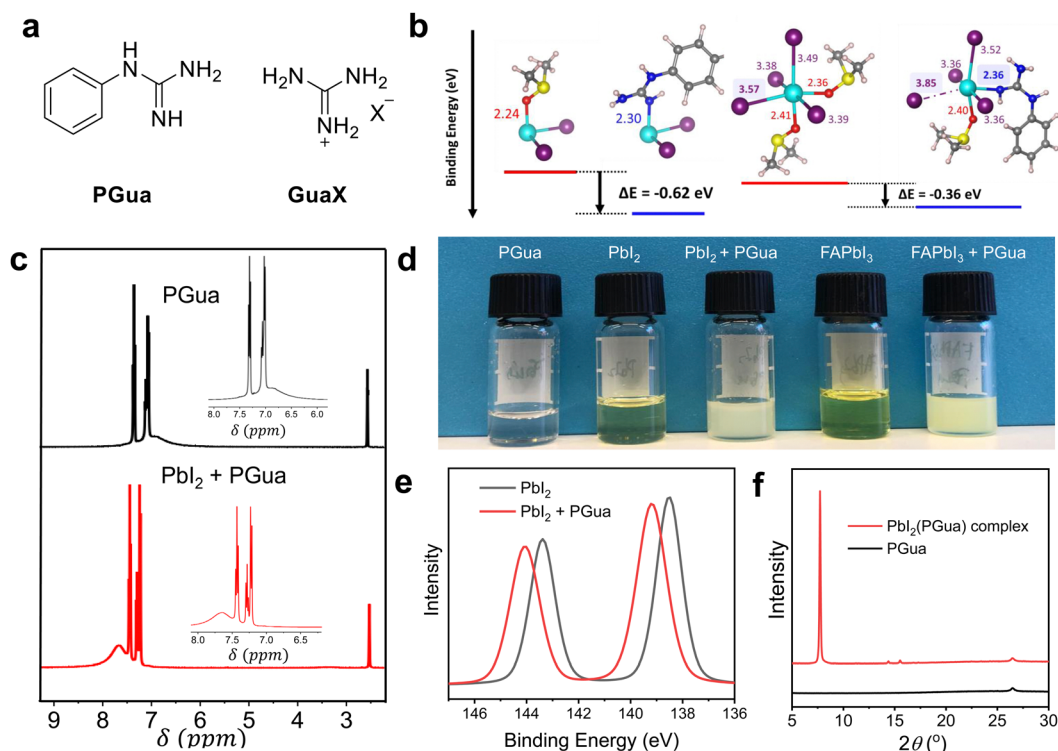 a
H
N
NH₂
NH
PGua
H₂N
NH₂
NH₂
+
X⁻
GuaX
b
Binding Energy (eV)
2.24
2.30
3.38
3.49
2.36
3.57
2.41
3.39
3.52
3.36
3.85
2.36
2.40
3.36
ΔE = -0.62 eV
ΔE = -0.36 eV
c
PGua
8.0 7.5 7.0 6.5 6.0
δ (ppm)
PbI₂ + PGua
8.0 7.5 7.0 6.5
δ (ppm)
9 8 7 6 5 4 3
δ (ppm)
d
PGua PbI₂ PbI₂ + PGua FAPbI₃ FAPbI₃ + PGua
e
PbI₂
PbI₂ + PGua
Intensity
146 144 142 140 138 136
Binding Energy (eV)
f
PbI₂(PGua) complex
PGua
Intensity
5 10 15 20 25 30
2θ (°)